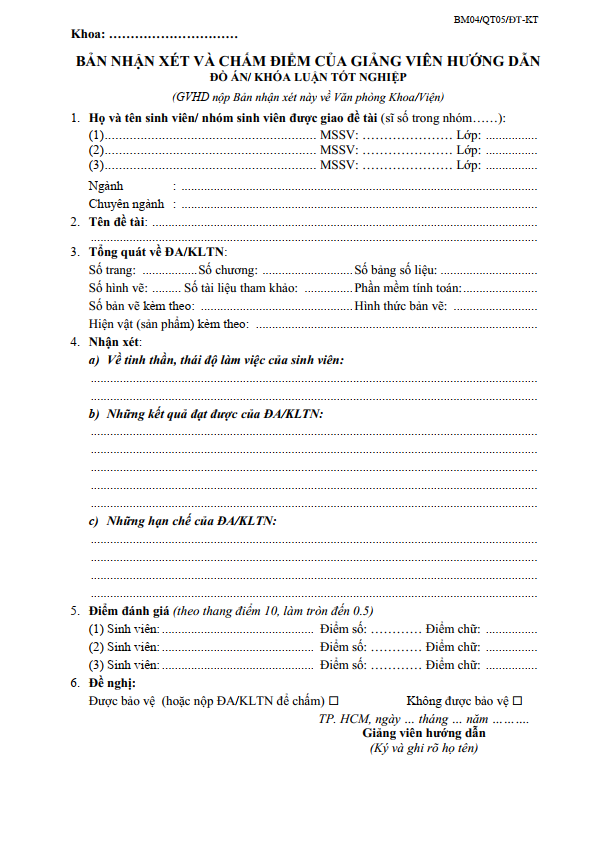 BM04/QT05/ĐT-KT
Khoa: …………………………
BẢN NHẬN XÉT VÀ CHẤM ĐIỂM CỦA GIẢNG VIÊN HƯỚNG DẪN
ĐỒ ÁN/ KHÓA LUẬN TỐT NGHIỆP
(GVHD nộp Bản nhận xét này về Văn phòng Khoa/Viện)
1. Họ và tên sinh viên/ nhóm sinh viên được giao đề tài (sĩ số trong nhóm……):
(1)........................................................ MSSV: ………………… Lớp: ..............
(2)........................................................ MSSV: ………………… Lớp: ..............
(3)........................................................ MSSV: ………………… Lớp: ..............
Ngành : ...............................................................................................
Chuyên ngành : ...............................................................................................
2. Tên đề tài: .......................................................................................................
.......................................................................................................................
3. Tổng quát về ĐA/KLTN:
Số trang: ............... Số chương: ........................ Số bảng số liệu: ..........................
Số hình vẽ: ......... Số tài liệu tham khảo: ............. Phần mềm tính toán:....................
Số bản vẽ kèm theo: ........................................ Hình thức bản vẽ: ......................
Hiện vật (sản phẩm) kèm theo: ...........................................................................
4. Nhận xét:
a) Về tinh thần, thái độ làm việc của sinh viên:
.......................................................................................................................
.......................................................................................................................
b) Những kết quả đạt được của ĐA/KLTN:
.......................................................................................................................
.......................................................................................................................
.......................................................................................................................
.......................................................................................................................
.......................................................................................................................
c) Những hạn chế của ĐA/KLTN:
.......................................................................................................................
.......................................................................................................................
.......................................................................................................................
.......................................................................................................................
5. Điểm đánh giá (theo thang điểm 10, làm tròn đến 0.5)
(1) Sinh viên:........................................ Điểm số: ………… Điểm chữ: ..............
(2) Sinh viên:........................................ Điểm số: ………… Điểm chữ: ..............
(3) Sinh viên:........................................ Điểm số: ………… Điểm chữ: ..............
6. Đề nghị:
Được bảo vệ (hoặc nộp ĐA/KLTN để chấm) ☐ Không được bảo vệ ☐
TP. HCM, ngày … tháng … năm ……….
Giảng viên hướng dẫn
(Ký và ghi rõ họ tên)